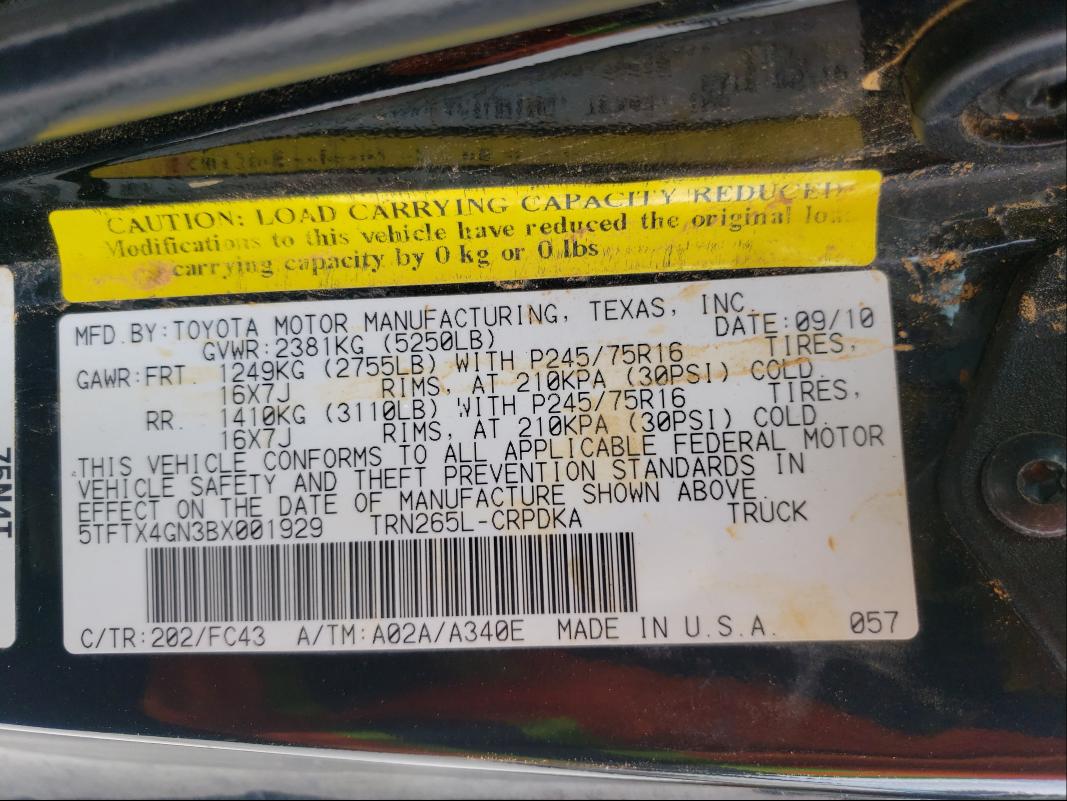 CAUTION: LOAD CARRYING CAPACITY REDUCED
Modifications to this vehicle have reduced the original
carrying capacity by 0 kg or 0 lbs
MFD.BY:TOYOTA MOTOR MANUFACTURING, TEXAS, INC.
GVWR:2381KG (5250LB) DATE:09/10
GAWR:FRT. 1249KG (2755LB) WITH P245/75R16 TIRES,
16X7J RIMS, AT 210KPA (30PSI) COLD.
RR. 1410KG (3110LB) WITH P245/75R16 TIRES,
16X7J RIMS, AT 210KPA (30PSI) COLD.
THIS VEHICLE CONFORMS TO ALL APPLICABLE FEDERAL MOTOR
VEHICLE SAFETY AND THEFT PREVENTION STANDARDS IN
EFFECT ON THE DATE OF MANUFACTURE SHOWN ABOVE.
5TFTX4GN3BX001929 TRN265L-CRPDKA TRUCK
C/TR:202/FC43 A/TM:A02A/A340E MADE IN U.S.A. 057